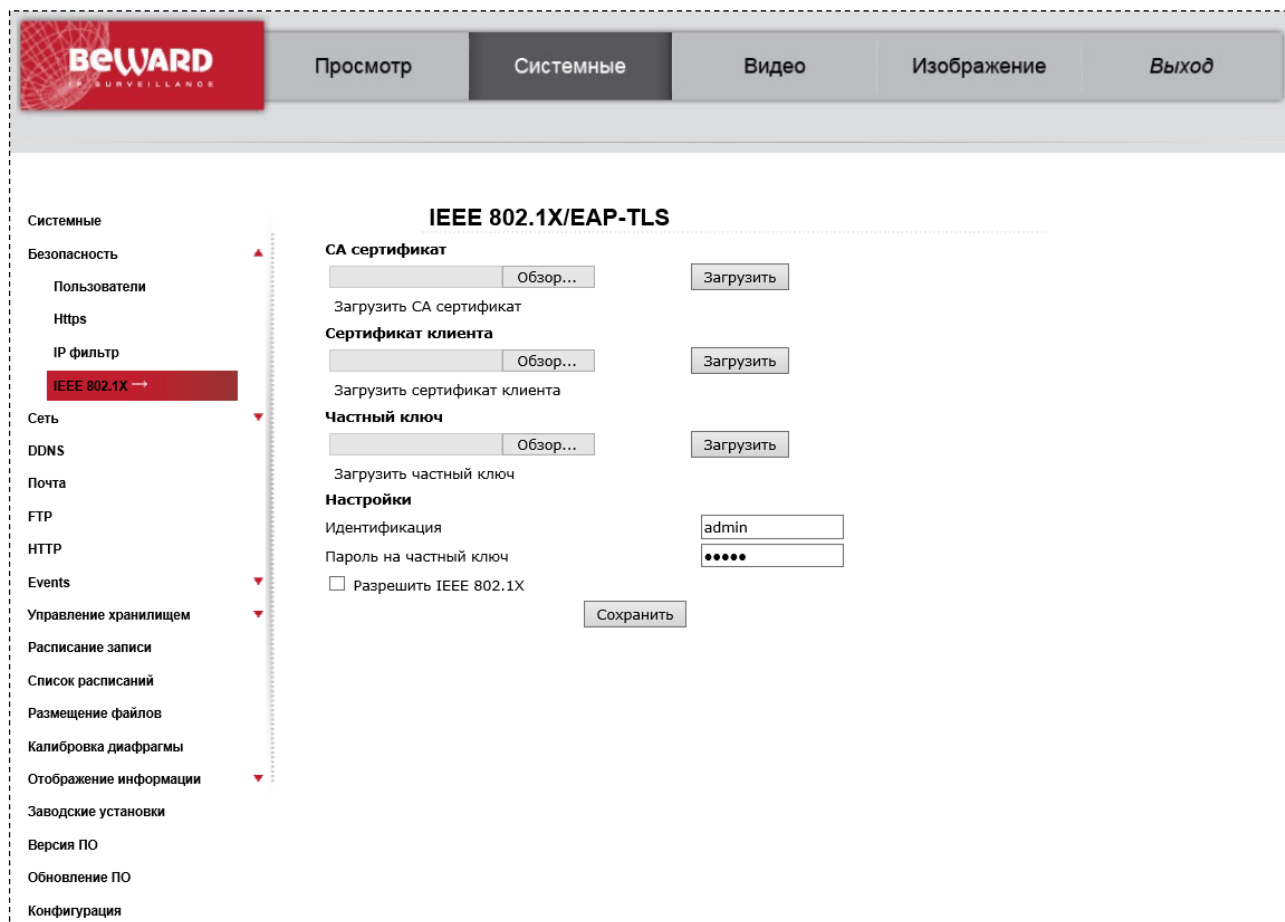 BEWARD
IP SURVEILLANCE
Просмотр
Системные
Видео
Изображение
Выход
Системные
Безопасность
Пользователи
Https
IP фильтр
IEEE 802.1X →
Сеть
DDNS
Почта
FTP
HTTP
Events
Управление хранилищем
Расписание записи
Список расписаний
Размещение файлов
Калибровка диафрагмы
Отображение информации
Заводские установки
Версия ПО
Обновление ПО
Конфигурация
IEEE 802.1X/EAP-TLS
CA сертификат
Обзор... Загрузить
Загрузить CA сертификат
Сертификат клиента
Обзор... Загрузить
Загрузить сертификат клиента
Частный ключ
Обзор... Загрузить
Загрузить частный ключ
Настройки
Идентификация admin
Пароль на частный ключ •••••
Разрешить IEEE 802.1X
Сохранить